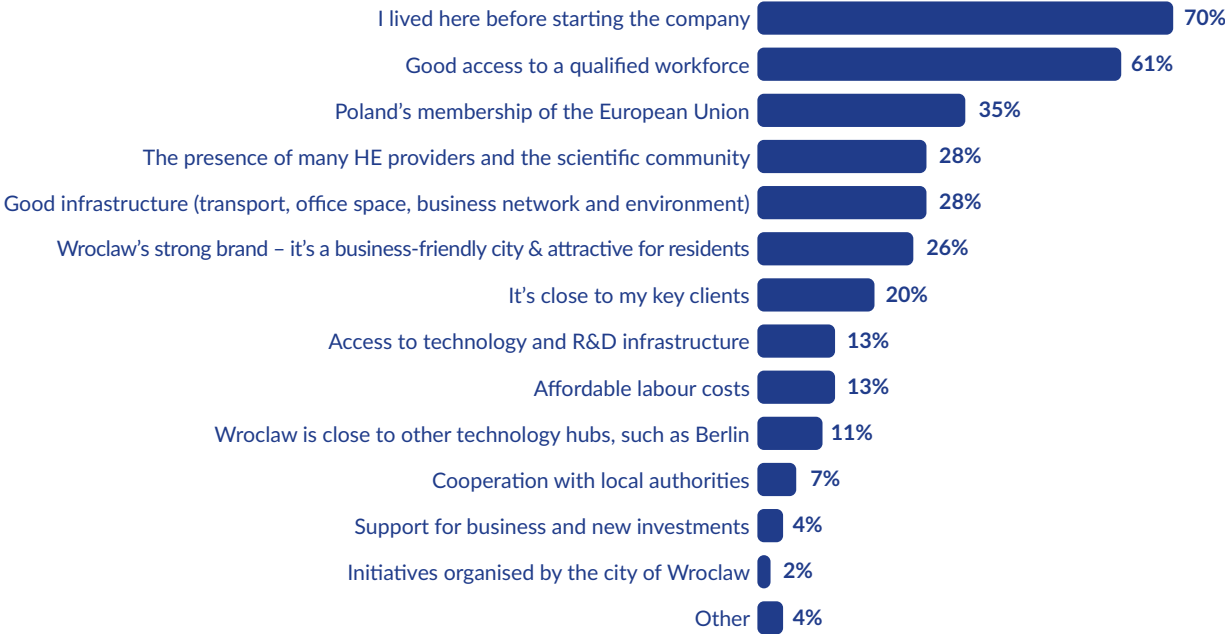 I lived here before starting the company 70%
Good access to a qualified workforce 61%
Poland’s membership of the European Union 35%
The presence of many HE providers and the scientific community 28%
Good infrastructure (transport, office space, business network and environment) 28%
Wroclaw’s strong brand – it’s a business-friendly city & attractive for residents 26%
It’s close to my key clients 20%
Access to technology and R&D infrastructure 13%
Affordable labour costs 13%
Wroclaw is close to other technology hubs, such as Berlin 11%
Cooperation with local authorities 7%
Support for business and new investments 4%
Initiatives organised by the city of Wroclaw 2%
Other 4%